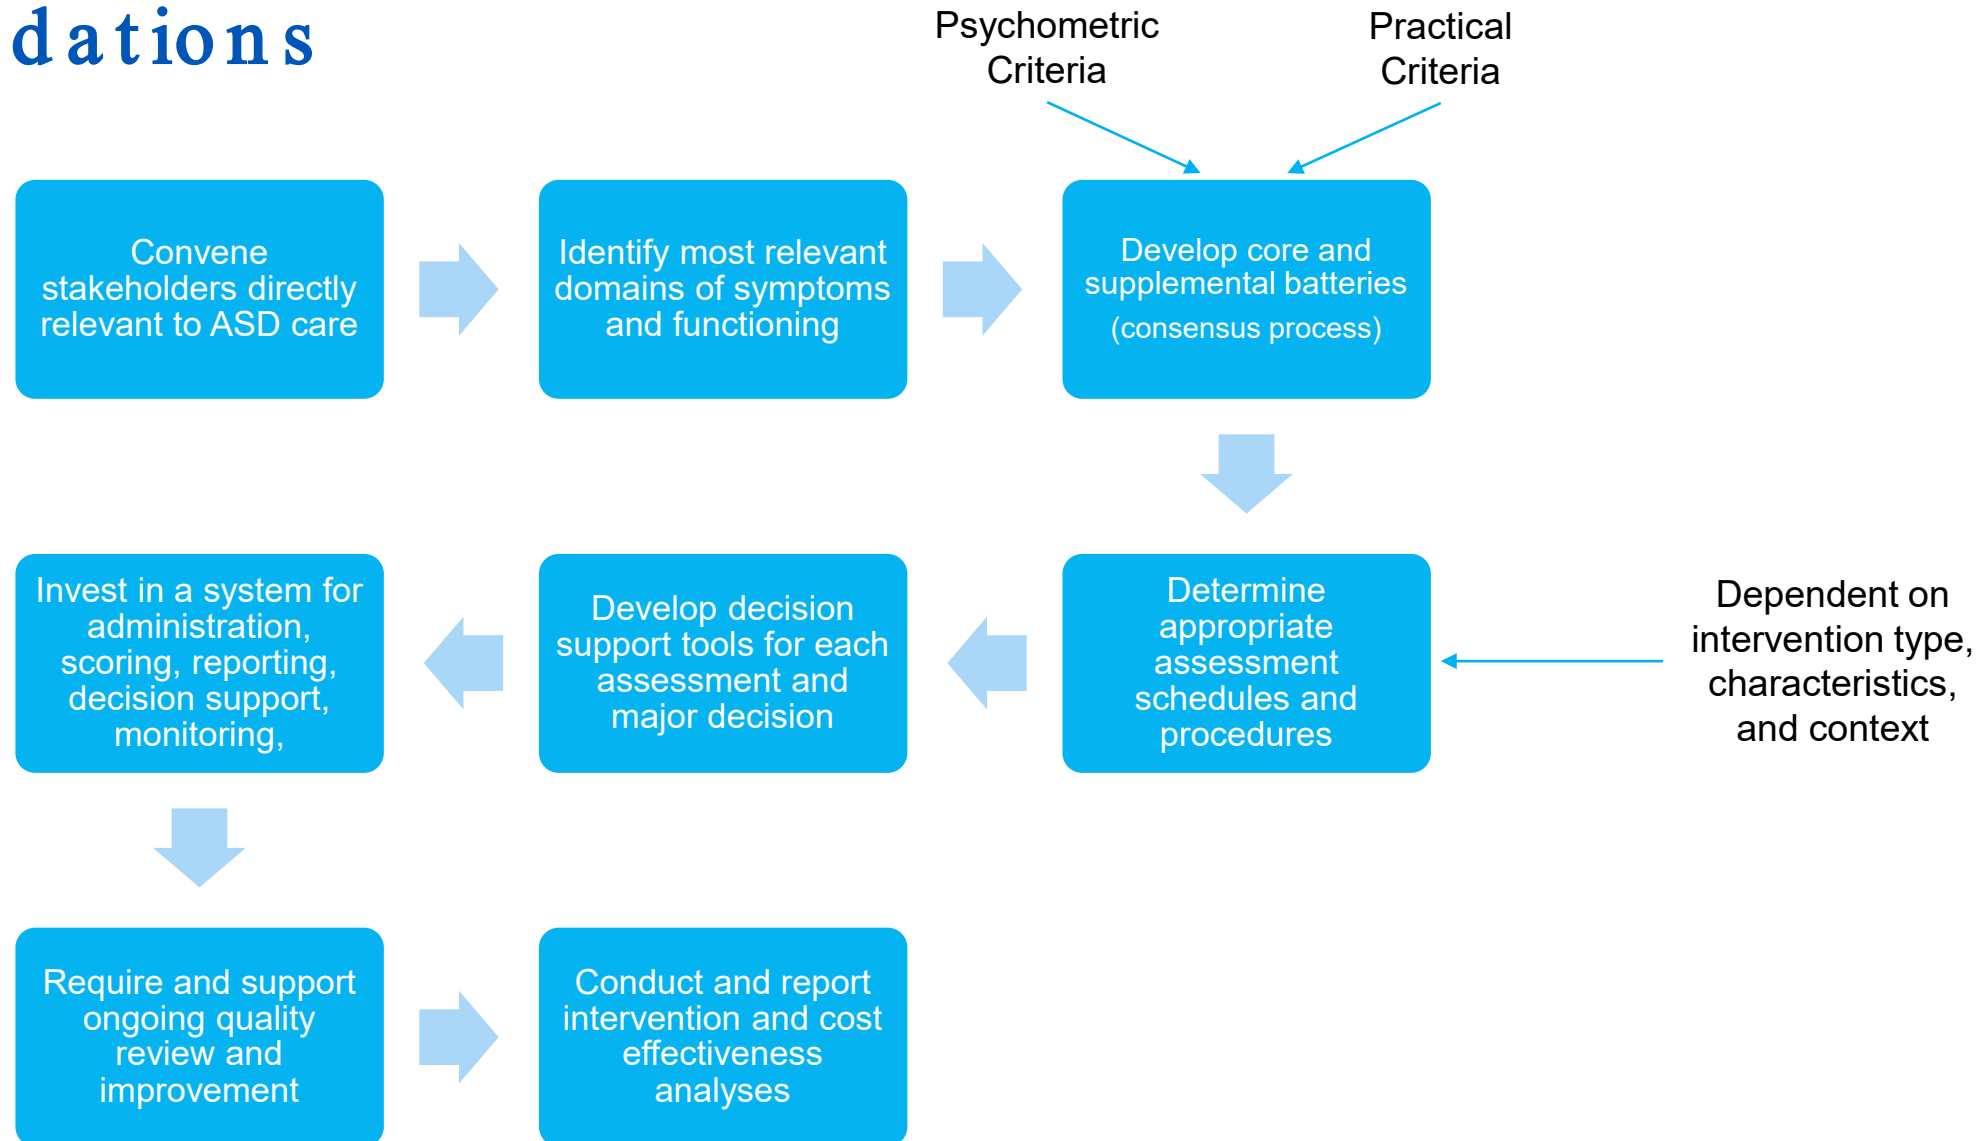 dations
Psychometric
Criteria
Practical
Criteria
Convene
stakeholders directly
relevant to ASD care
Identify most relevant
domains of symptoms
and functioning
Develop core and
supplemental batteries
(consensus process)
Determine
appropriate
assessment
schedules and
procedures
Dependent on
intervention type,
characteristics,
and context
Develop decision
support tools for each
assessment and
major decision
Invest in a system for
administration,
scoring, reporting,
decision support,
monitoring,
Require and support
ongoing quality
review and
improvement
Conduct and report
intervention and cost
effectiveness
analyses